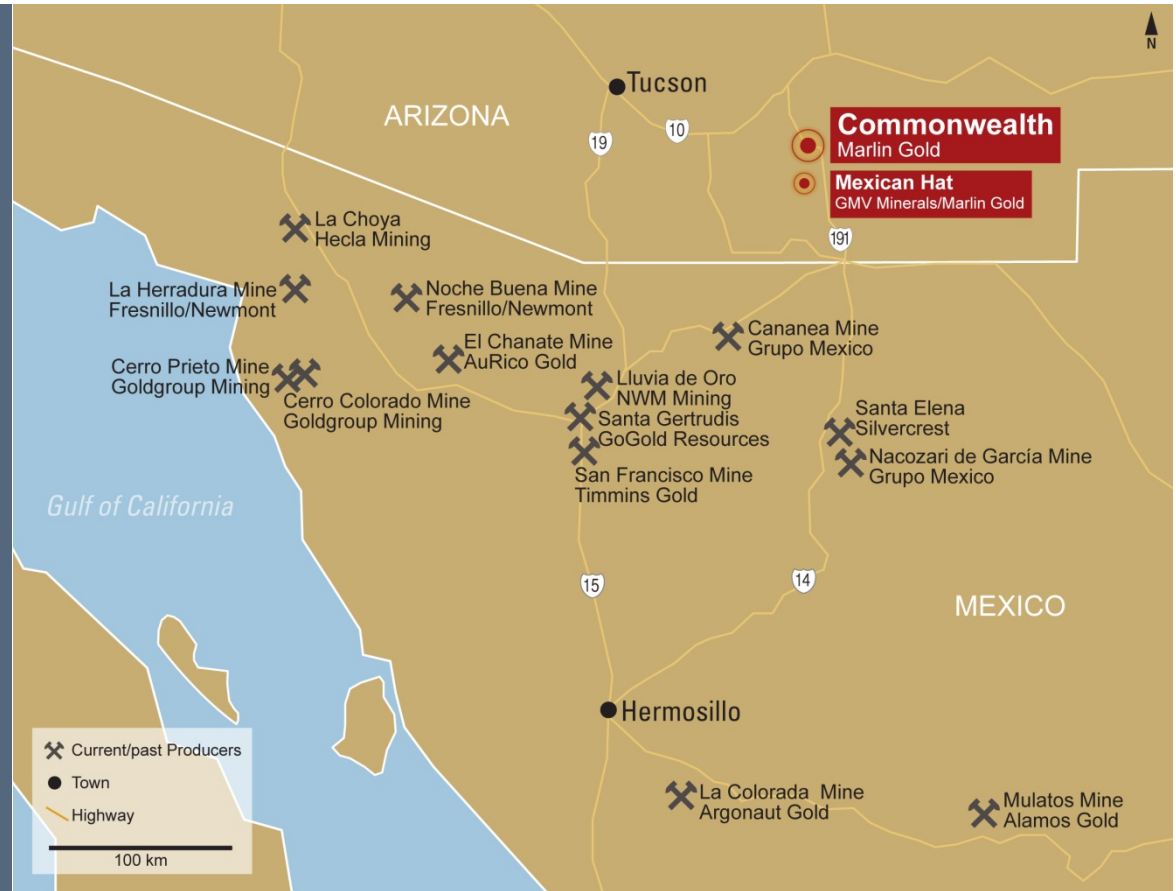 N
Tucson
ARIZONA
19
10
Commonwealth
Marlin Gold
Mexican Hat
GMV Minerals/Marlin Gold
191
La Choya
Hecla Mining
La Herradura Mine
Fresnillo/Newmont
Noche Buena Mine
Fresnillo/Newmont
Cananea Mine
Grupo Mexico
El Chanate Mine
AuRico Gold
Cerro Prieto Mine
Goldgroup Mining
Cerro Colorado Mine
Goldgroup Mining
Lluvia de Oro
NWM Mining
Santa Gertrudis
GoGold Resources
San Francisco Mine
Timmins Gold
Santa Elena
Silvercrest
Nacozari de García Mine
Grupo Mexico
Gulf of California
15
14
MEXICO
Hermosillo
La Colorada Mine
Argonaut Gold
Mulatos Mine
Alamos Gold
Current/past Producers
Town
Highway
100 km